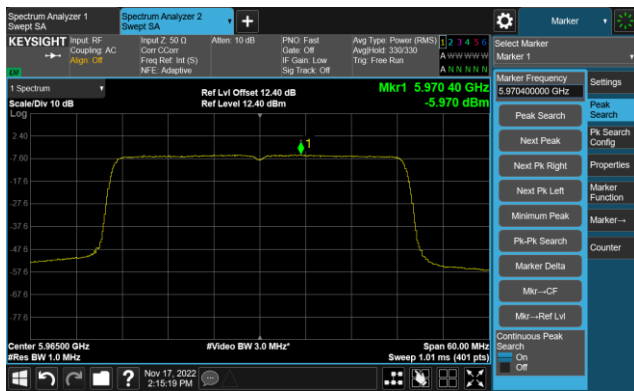 Spectrum Analyzer 1
Swept SA
Spectrum Analyzer 2
Swept SA
+
Marker
KEYSIGHT
Input: RF
Coupling: AC
Align: Off
Input Z: 50 Ω
Corr CCorr
Freq Ref: Int (S)
NFE: Adaptive
Atten: 10 dB
PNO: Fast
Gate: Off
IF Gain: Low
Sig Track: Off
Avg Type: Power (RMS)
Avg|Hold: 330/330
Trig: Free Run
1 2 3 4 5 6
A W W W W W
A N N N N N
LXI
Select Marker
Marker 1
1 Spectrum
Scale/Div 10 dB
Log
Ref Lvl Offset 12.40 dB
Ref Level 12.40 dBm
Mkr1 5.970 40 GHz
-5.970 dBm
1
2.40
-7.60
-17.6
-27.6
-37.6
-47.6
-57.6
-67.6
-77.6
Center 5.96500 GHz
#Res BW 1.0 MHz
#Video BW 3.0 MHz*
Span 60.00 MHz
Sweep 1.01 ms (401 pts)
Marker Frequency
5.970400000 GHz
Peak Search
Next Peak
Next Pk Right
Next Pk Left
Minimum Peak
Pk-Pk Search
Marker Delta
Mkr→CF
Mkr→Ref Lvl
Continuous Peak
Search
On
Off
Settings
Peak
Search
Pk Search
Config
Properties
Marker
Function
Marker→
Counter
?
Nov 17, 2022
2:15:19 PM